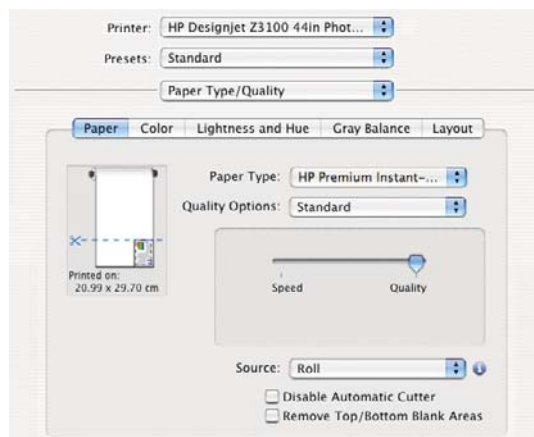 Printer: HP Designjet Z3100 44in Phot...
Presets: Standard
Paper Type/Quality
Paper Color Lightness and Hue Gray Balance Layout
Paper Type: HP Premium Instant-...
Quality Options: Standard
Printed on:
20.99 x 29.70 cm
Speed Quality
Source: Roll
Disable Automatic Cutter
Remove Top/Bottom Blank Areas